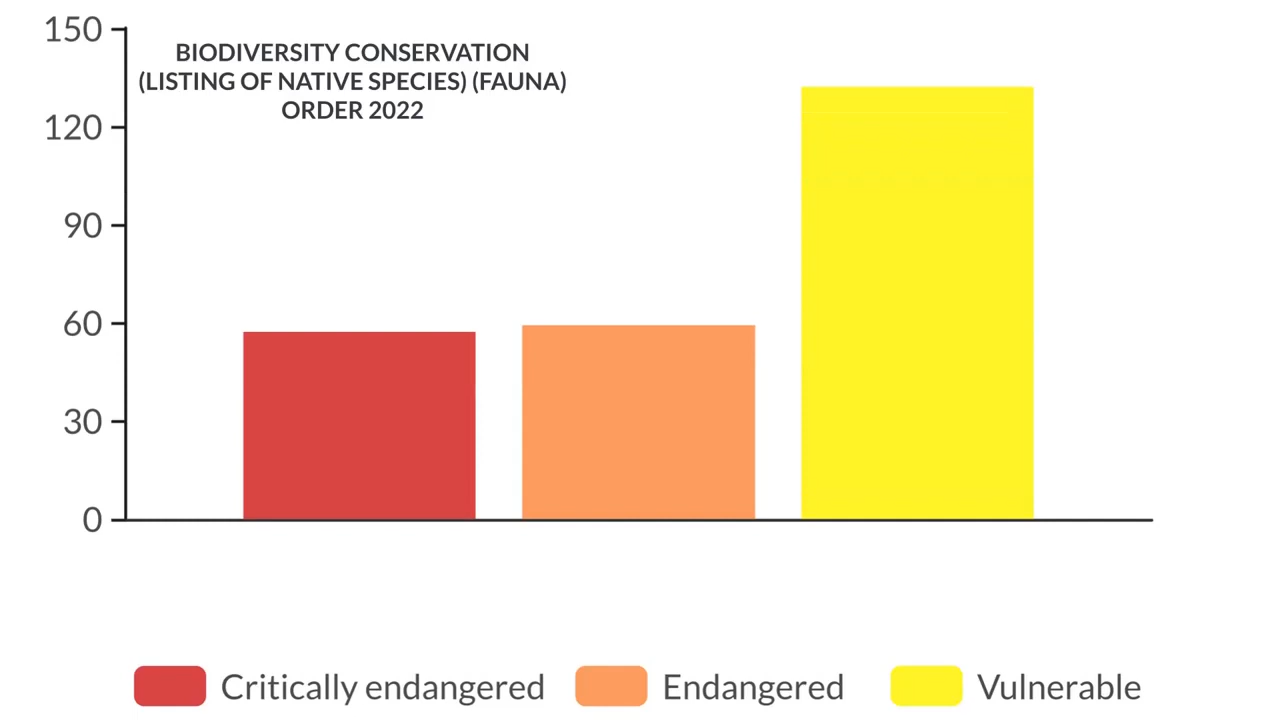 BIODIVERSITY CONSERVATION
(LISTING OF NATIVE SPECIES) (FAUNA)
ORDER 2022
150
120
90
60
30
0
Critically endangered
Endangered
Vulnerable